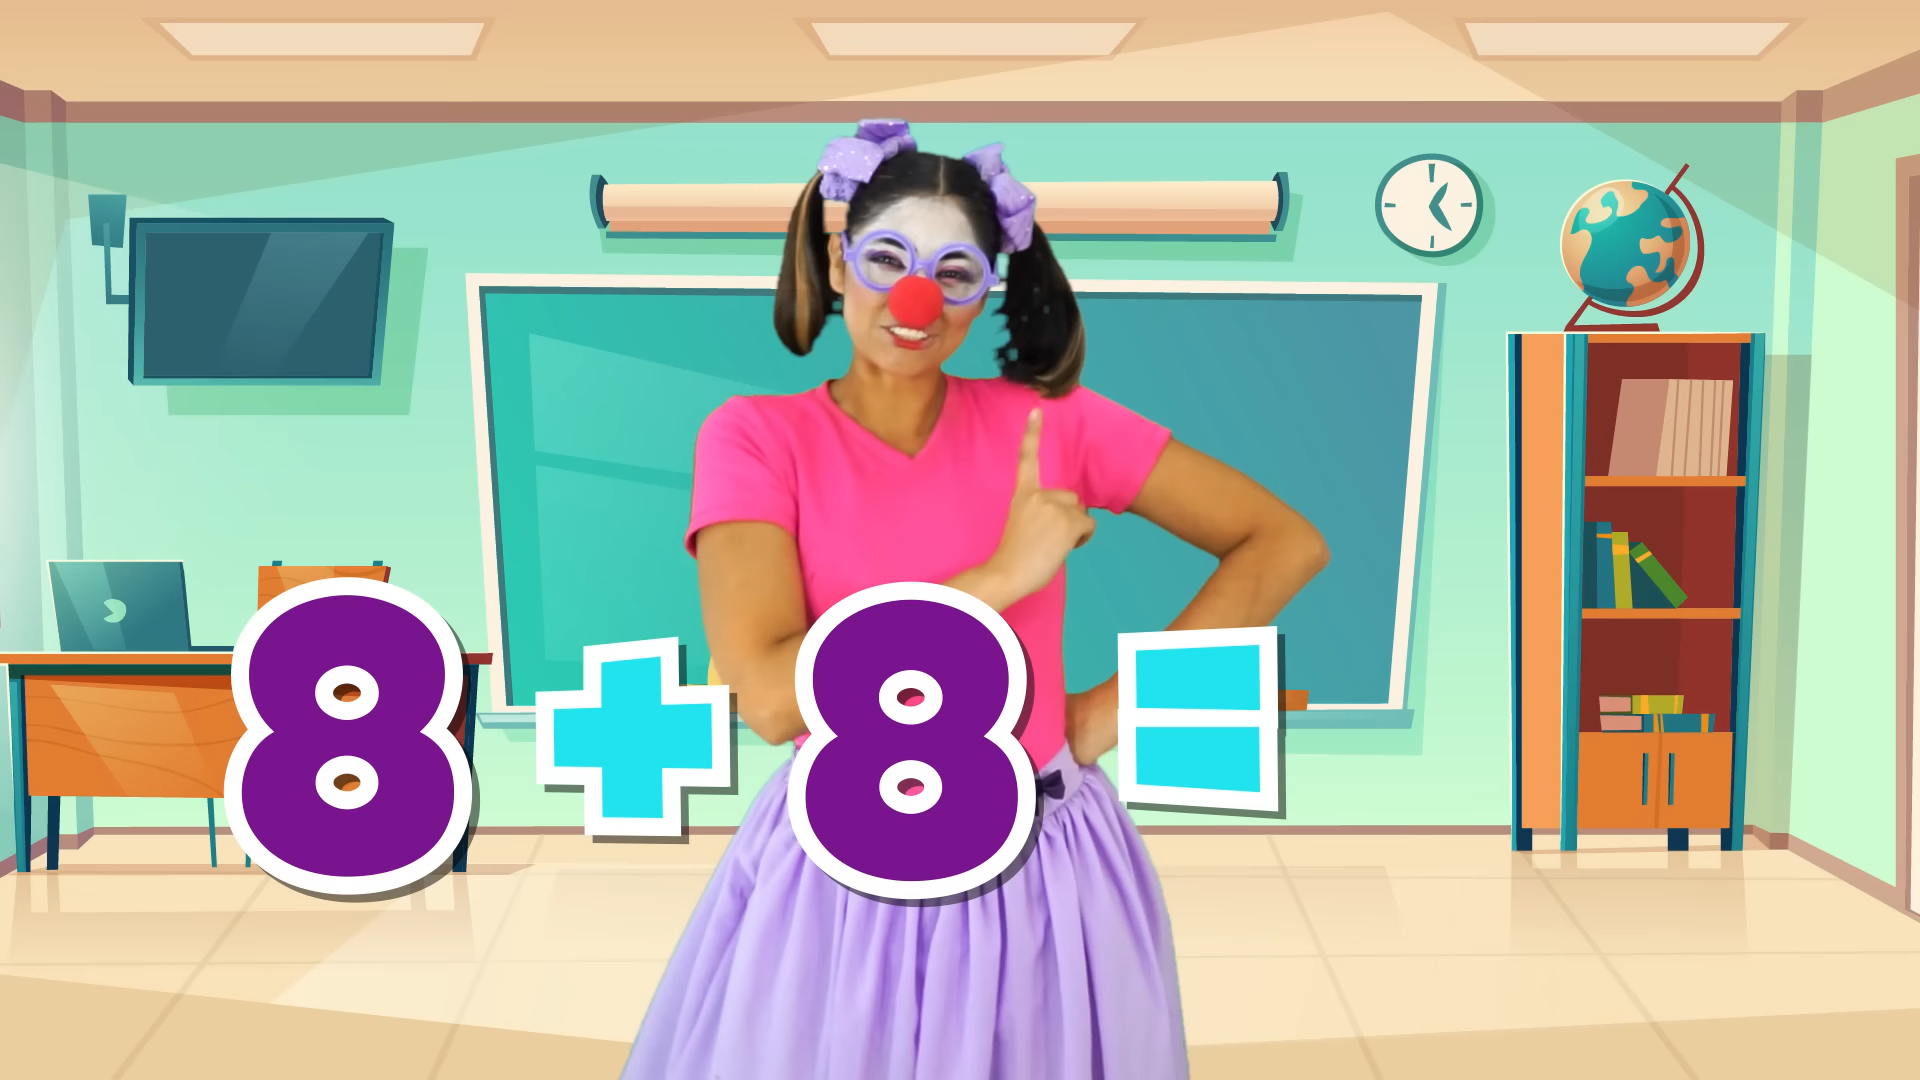 8 + 8 =